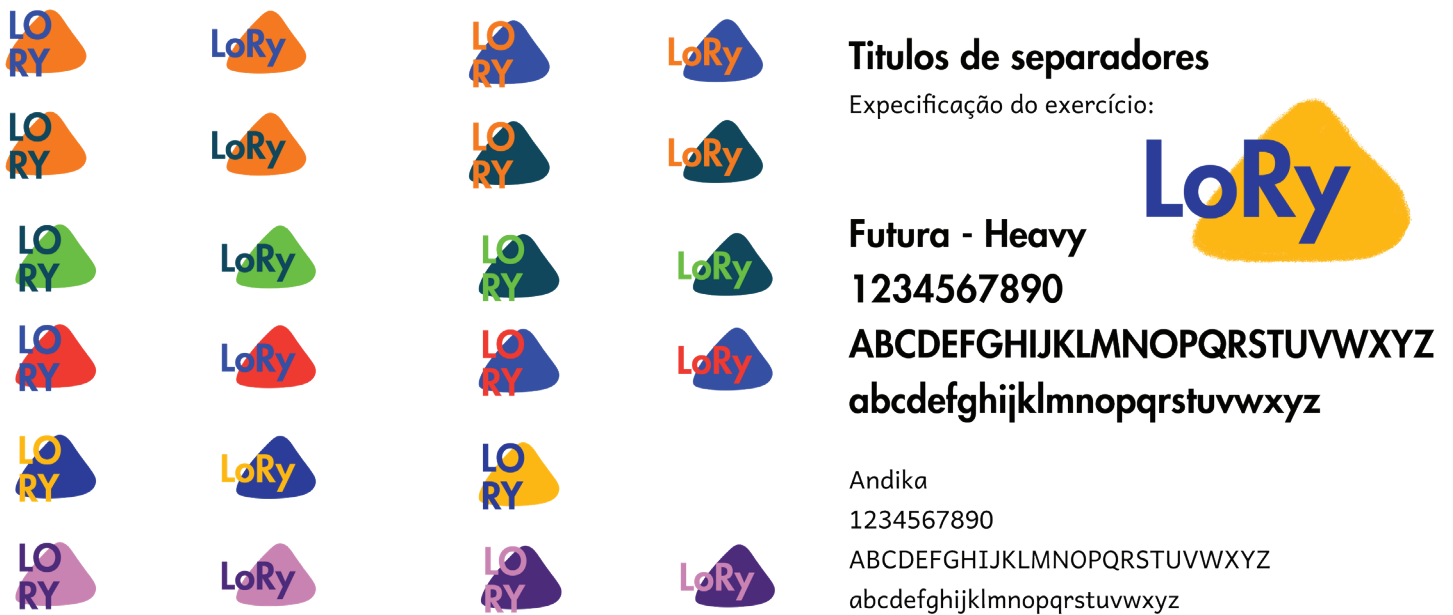 LO
RY
LoRy
LO
RY
LoRy
LO
RY
LoRy
LO
RY
LoRy
LO
RY
LoRy
LO
RY
LoRy
LO
RY
LoRy
LO
RY
LoRy
LO
RY
LoRy
LO
RY
LO
RY
LoRy
LO
RY
LoRy
Titulos de separadores
Expecificação do exercício:
LoRy
Futura - Heavy
1234567890
ABCDEFGHIJKLMNOPQRSTUVWXYZ
abcdefghijklmnopqrstuvwxyz
Andika
1234567890
ABCDEFGHIJKLMNOPQRSTUVWXYZ
abcdefghijklmnopqrstuvwxyz